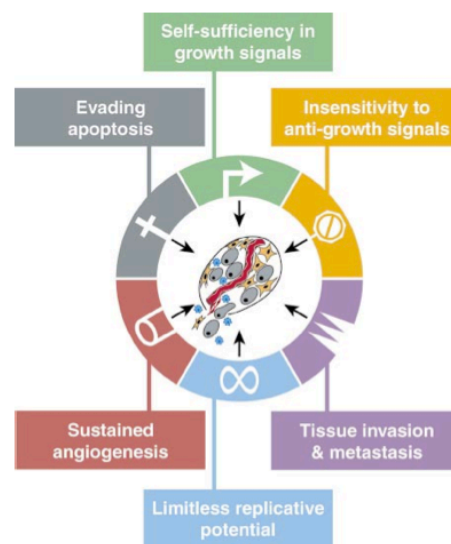 Self-sufficiency in
growth signals
Evading
apoptosis
Insensitivity to
anti-growth signals
Sustained
angiogenesis
Tissue invasion
& metastasis
Limitless replicative
potential